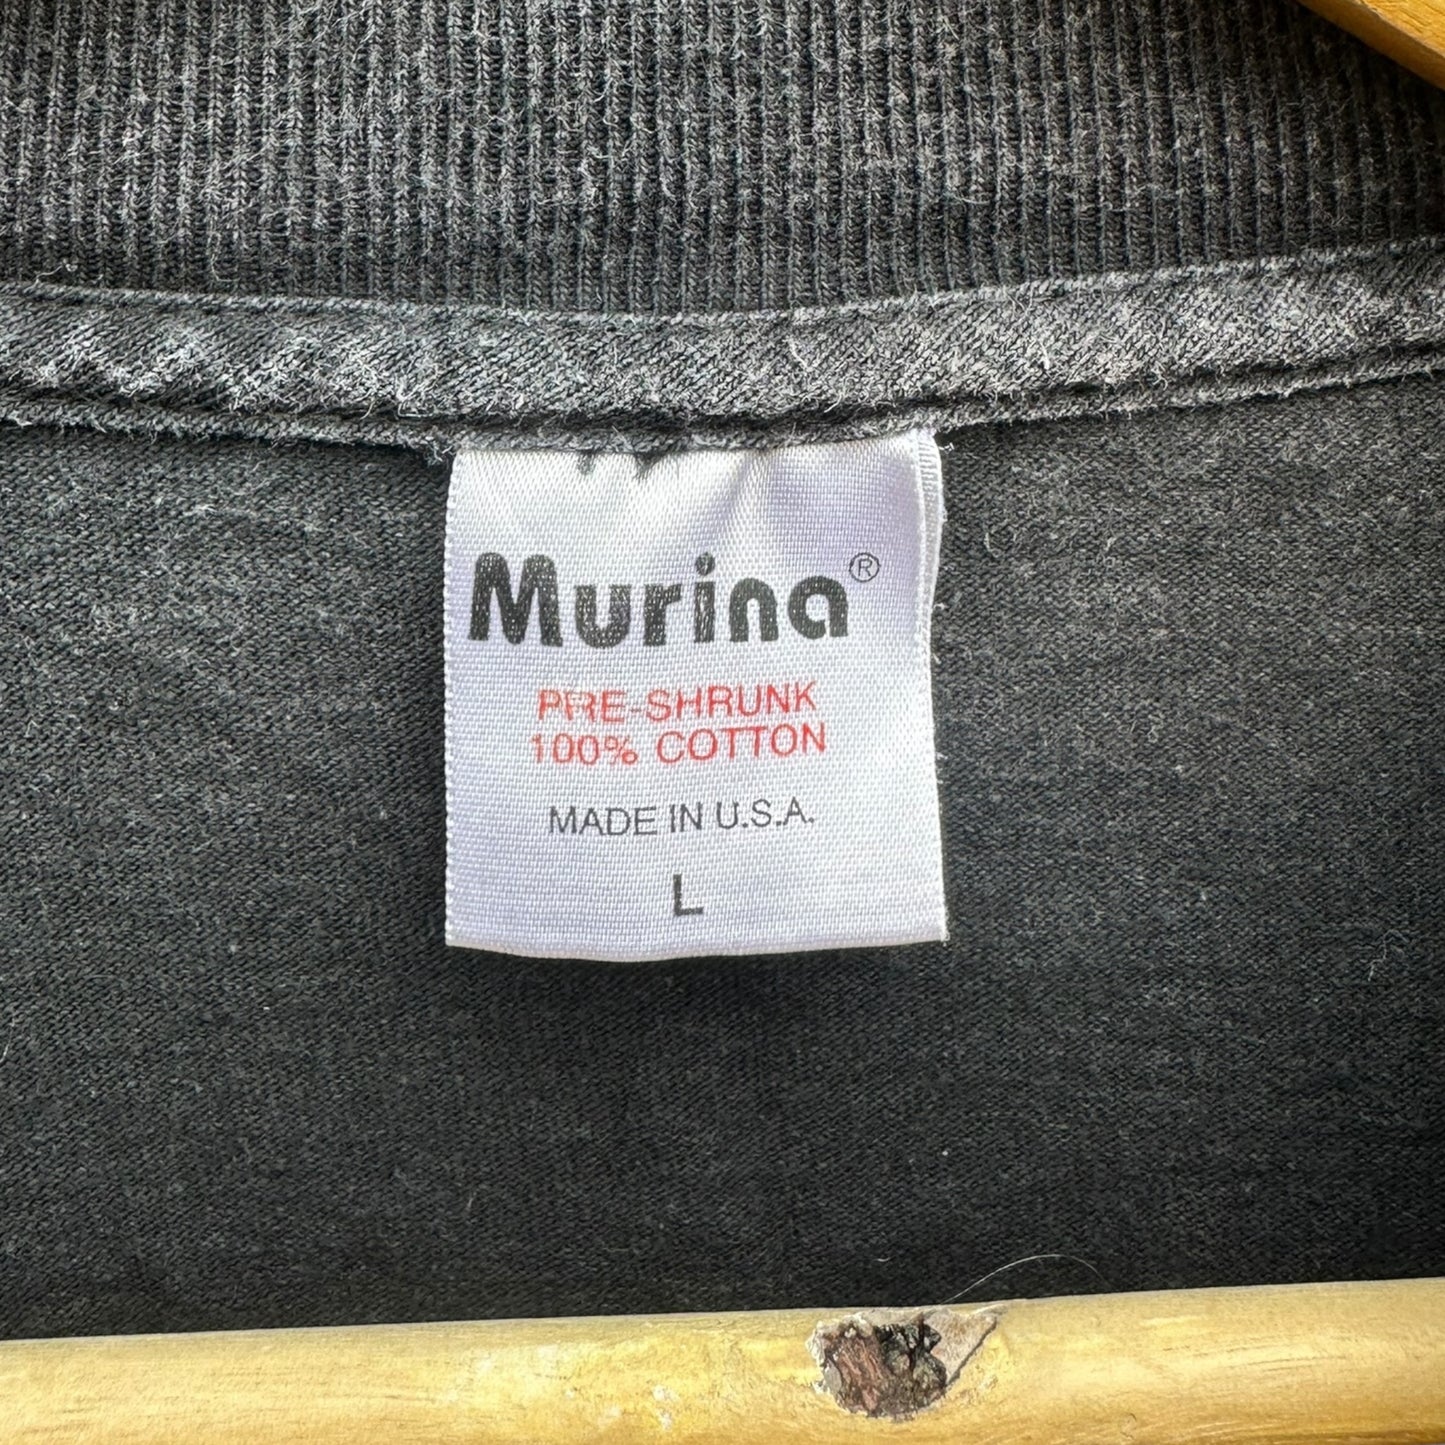 Murina®
PRE-SHRUNK
100% COTTON
MADE IN U.S.A.
L